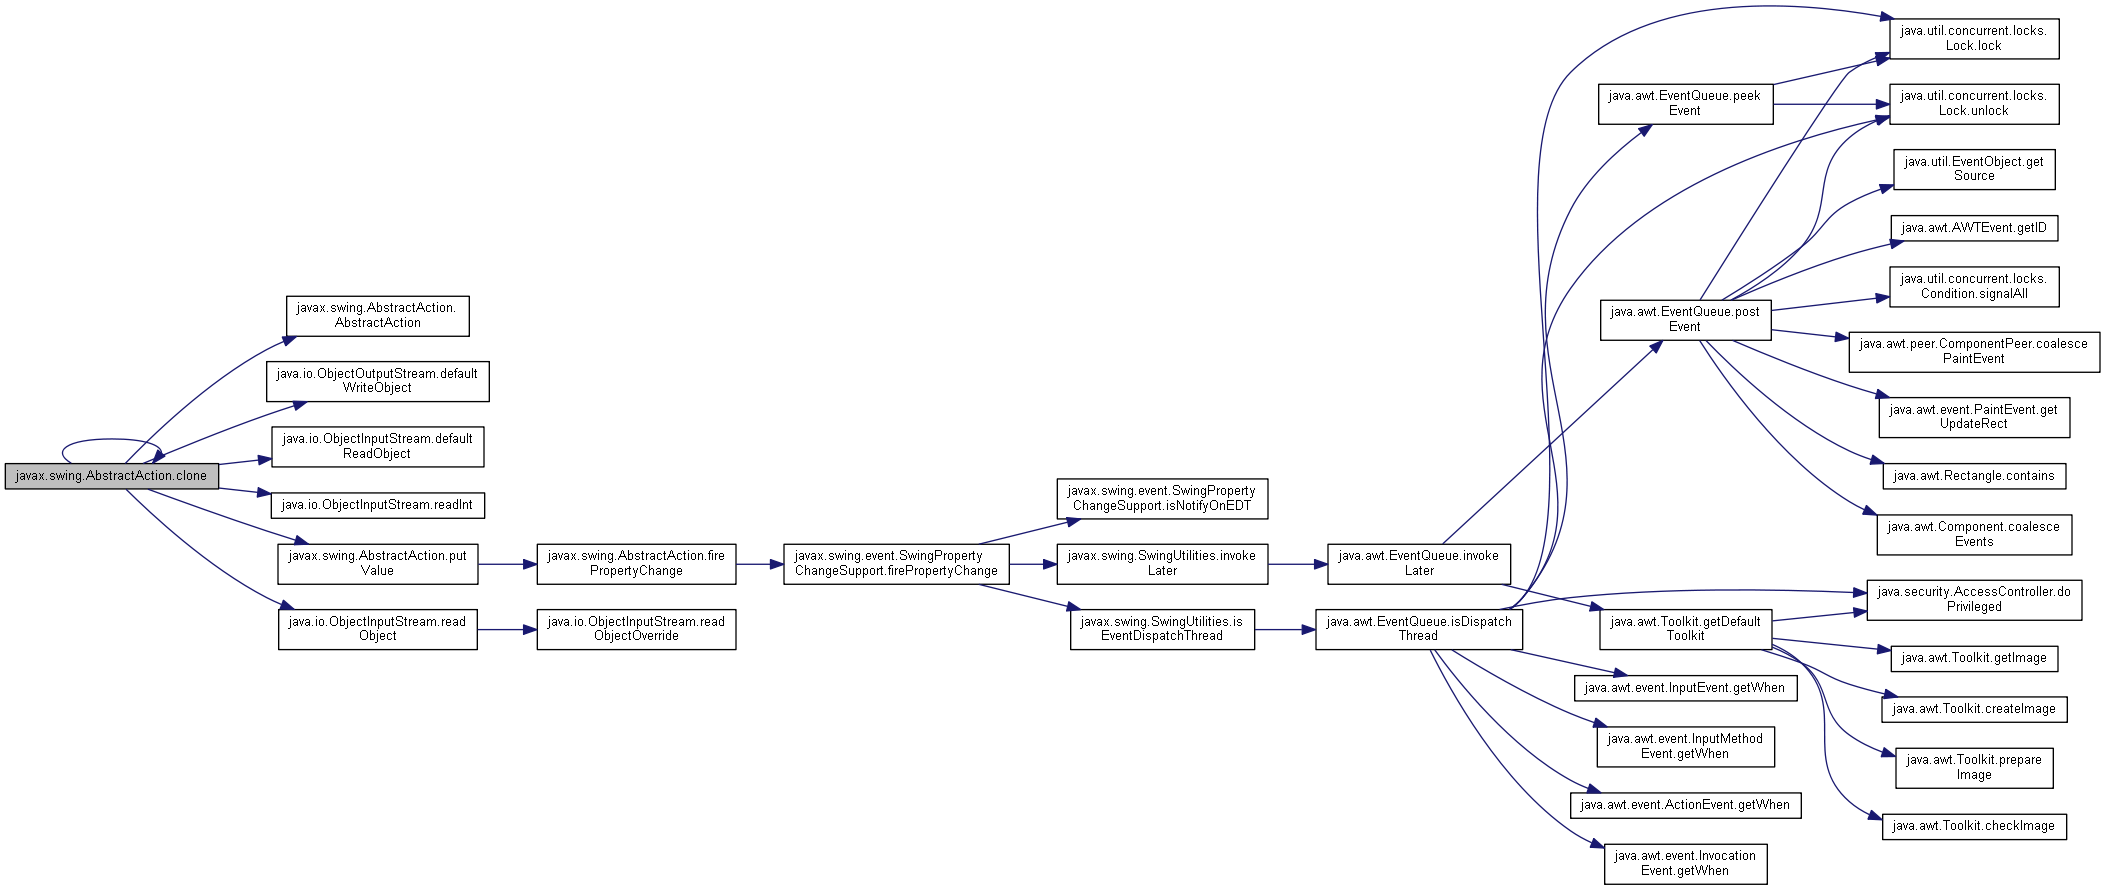 javax.swing.AbstractAction.clone
javax.swing.AbstractAction.
AbstractAction
java.io.ObjectOutputStream.default
WriteObject
java.io.ObjectInputStream.default
ReadObject
java.io.ObjectInputStream.readInt
javax.swing.AbstractAction.put
Value
java.io.ObjectInputStream.read
Object
javax.swing.AbstractAction.fire
PropertyChange
java.io.ObjectInputStream.read
ObjectOverride
javax.swing.event.SwingProperty
ChangeSupport.firePropertyChange
javax.swing.event.SwingProperty
ChangeSupport.isNotifyOnEDT
javax.swing.SwingUtilities.invoke
Later
javax.swing.SwingUtilities.is
EventDispatchThread
java.awt.EventQueue.invoke
Later
java.awt.EventQueue.isDispatch
Thread
java.awt.EventQueue.peek
Event
java.awt.EventQueue.post
Event
java.awt.Toolkit.getDefault
Toolkit
java.awt.event.InputEvent.getWhen
java.awt.event.InputMethod
Event.getWhen
java.awt.event.ActionEvent.getWhen
java.awt.event.Invocation
Event.getWhen
java.util.concurrent.locks.
Lock.lock
java.util.concurrent.locks.
Lock.unlock
java.util.EventObject.get
Source
java.awt.AWTEvent.getID
java.util.concurrent.locks.
Condition.signalAll
java.awt.peer.ComponentPeer.coalesce
PaintEvent
java.awt.event.PaintEvent.get
UpdateRect
java.awt.Rectangle.contains
java.awt.Component.coalesce
Events
java.security.AccessController.do
Privileged
java.awt.Toolkit.getImage
java.awt.Toolkit.createImage
java.awt.Toolkit.prepare
Image
java.awt.Toolkit.checkImage